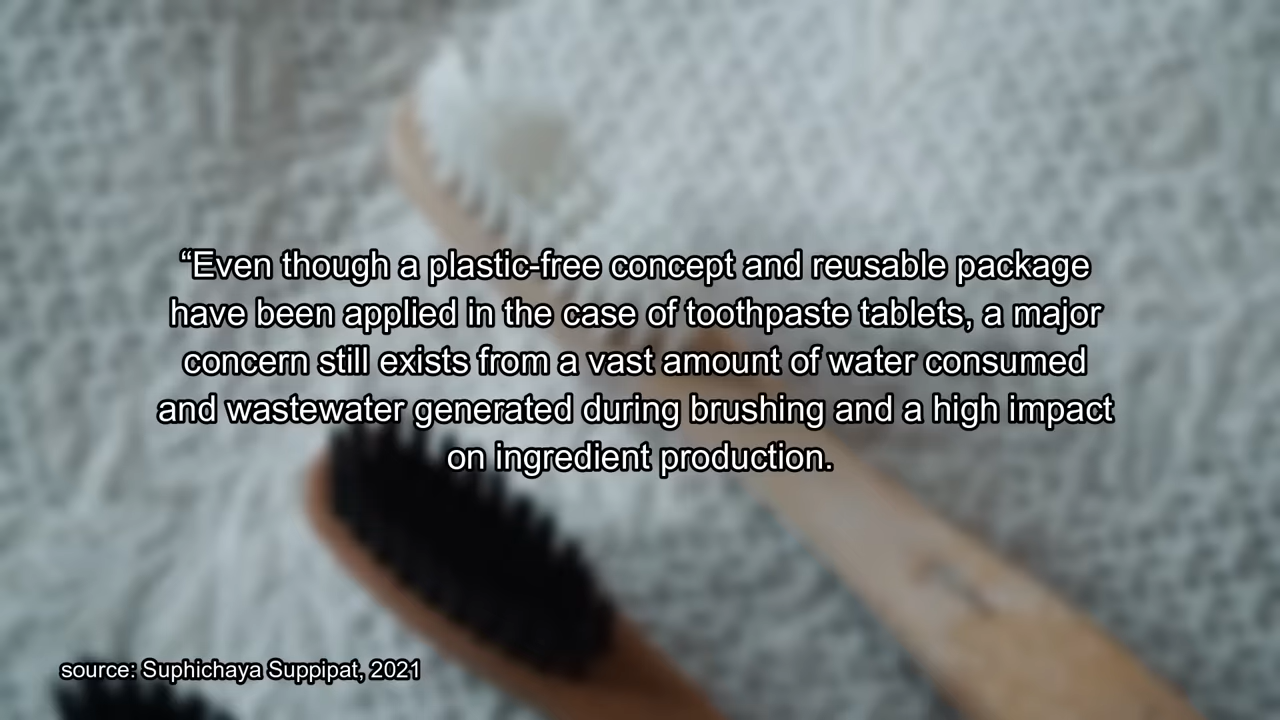 “Even though a plastic-free concept and reusable package
have been applied in the case of toothpaste tablets, a major
concern still exists from a vast amount of water consumed
and wastewater generated during brushing and a high impact
on ingredient production.
source: Suphichaya Suppipat, 2021